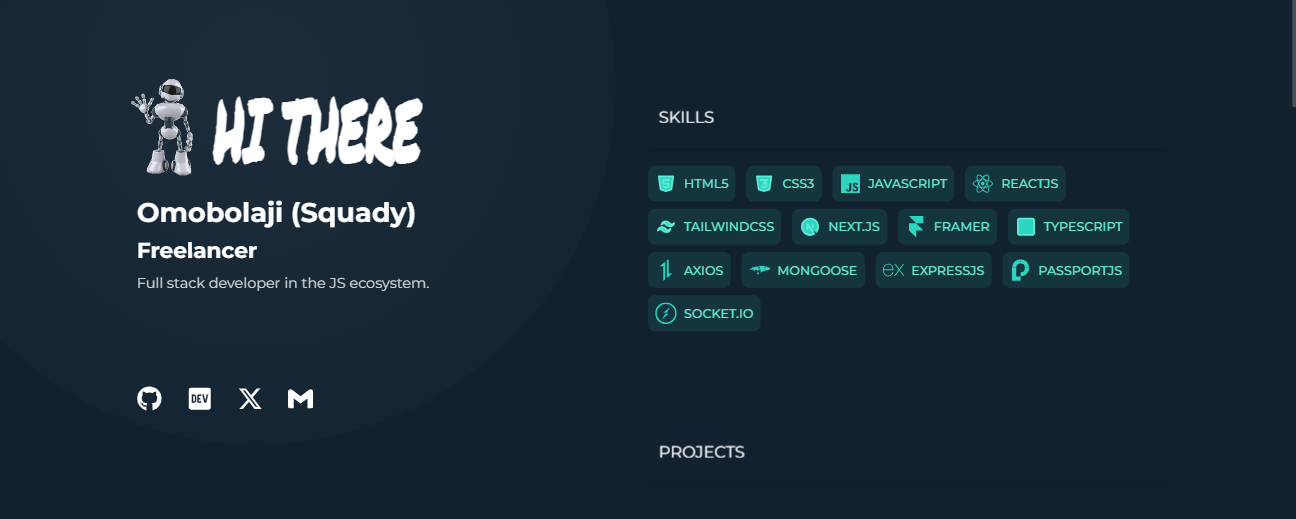 HI THERE
Omobolaji (Squady)
Freelancer
Full stack developer in the JS ecosystem.
DEV
SKILLS
HTML5 CSS3 JS JAVASCRIPT REACTJS
TAILWINDCSS N NEXT.JS FRAMER TYPESCRIPT
AXIOS MONGOOSE ex EXPRESSJS PASSPORTJS
SOCKET.IO
PROJECTS